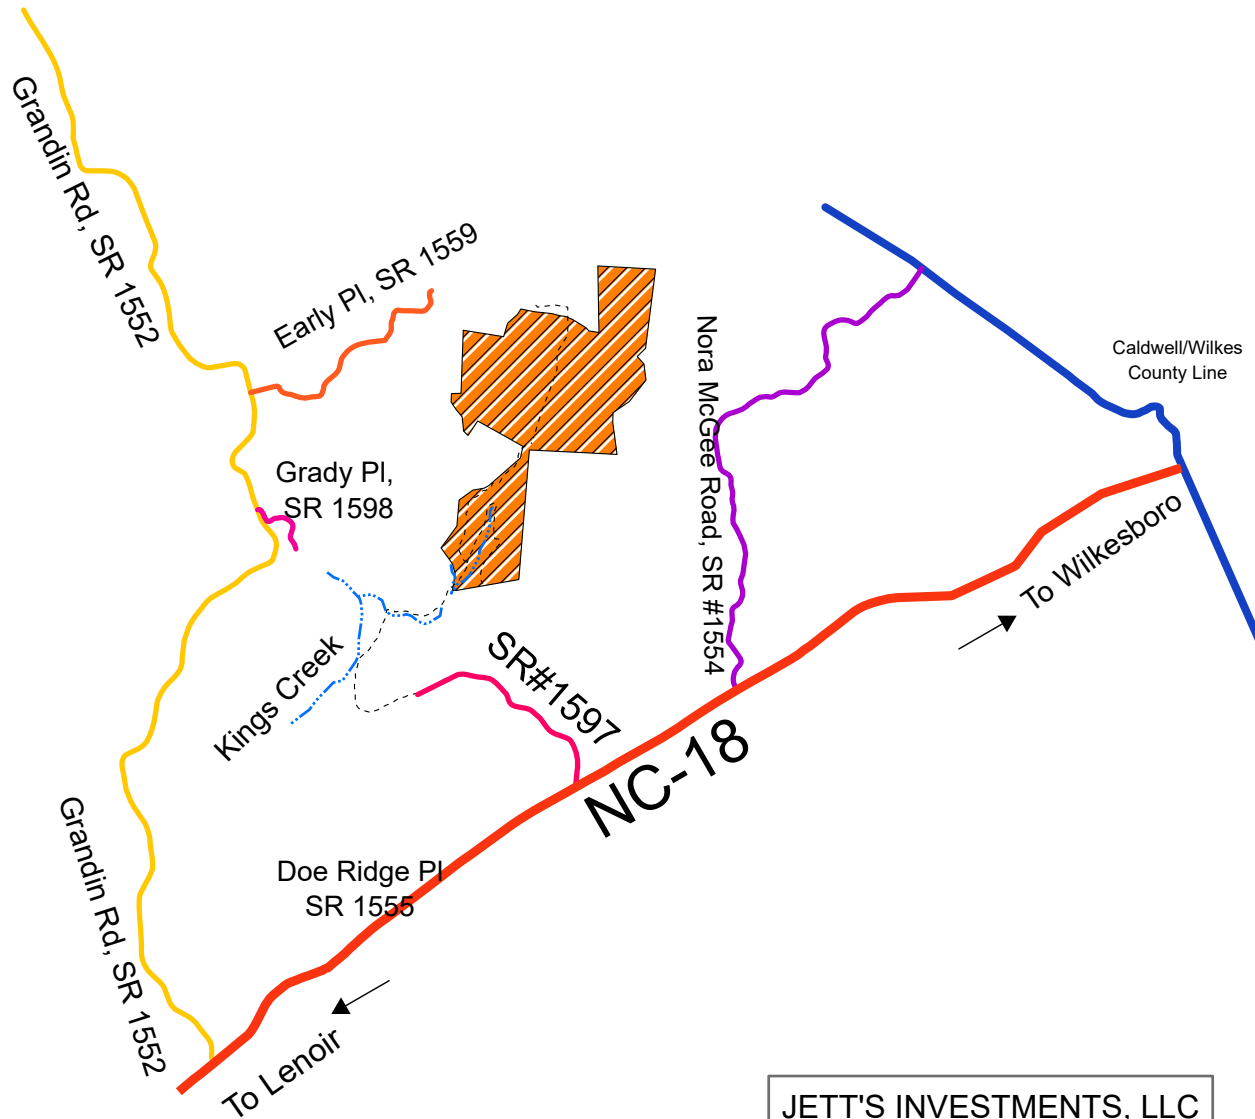 Grandin Rd, SR 1552
Early Pl, SR 1559
Caldwell/Wilkes
County Line
Nora McGee Road, SR #1554
Grady Pl,
SR 1598
To Wilkesboro
Kings Creek
SR#1597
NC-18
Doe Ridge Pl
SR 1555
Grandin Rd, SR 1552
To Lenoir
JETT'S INVESTMENTS, LLC